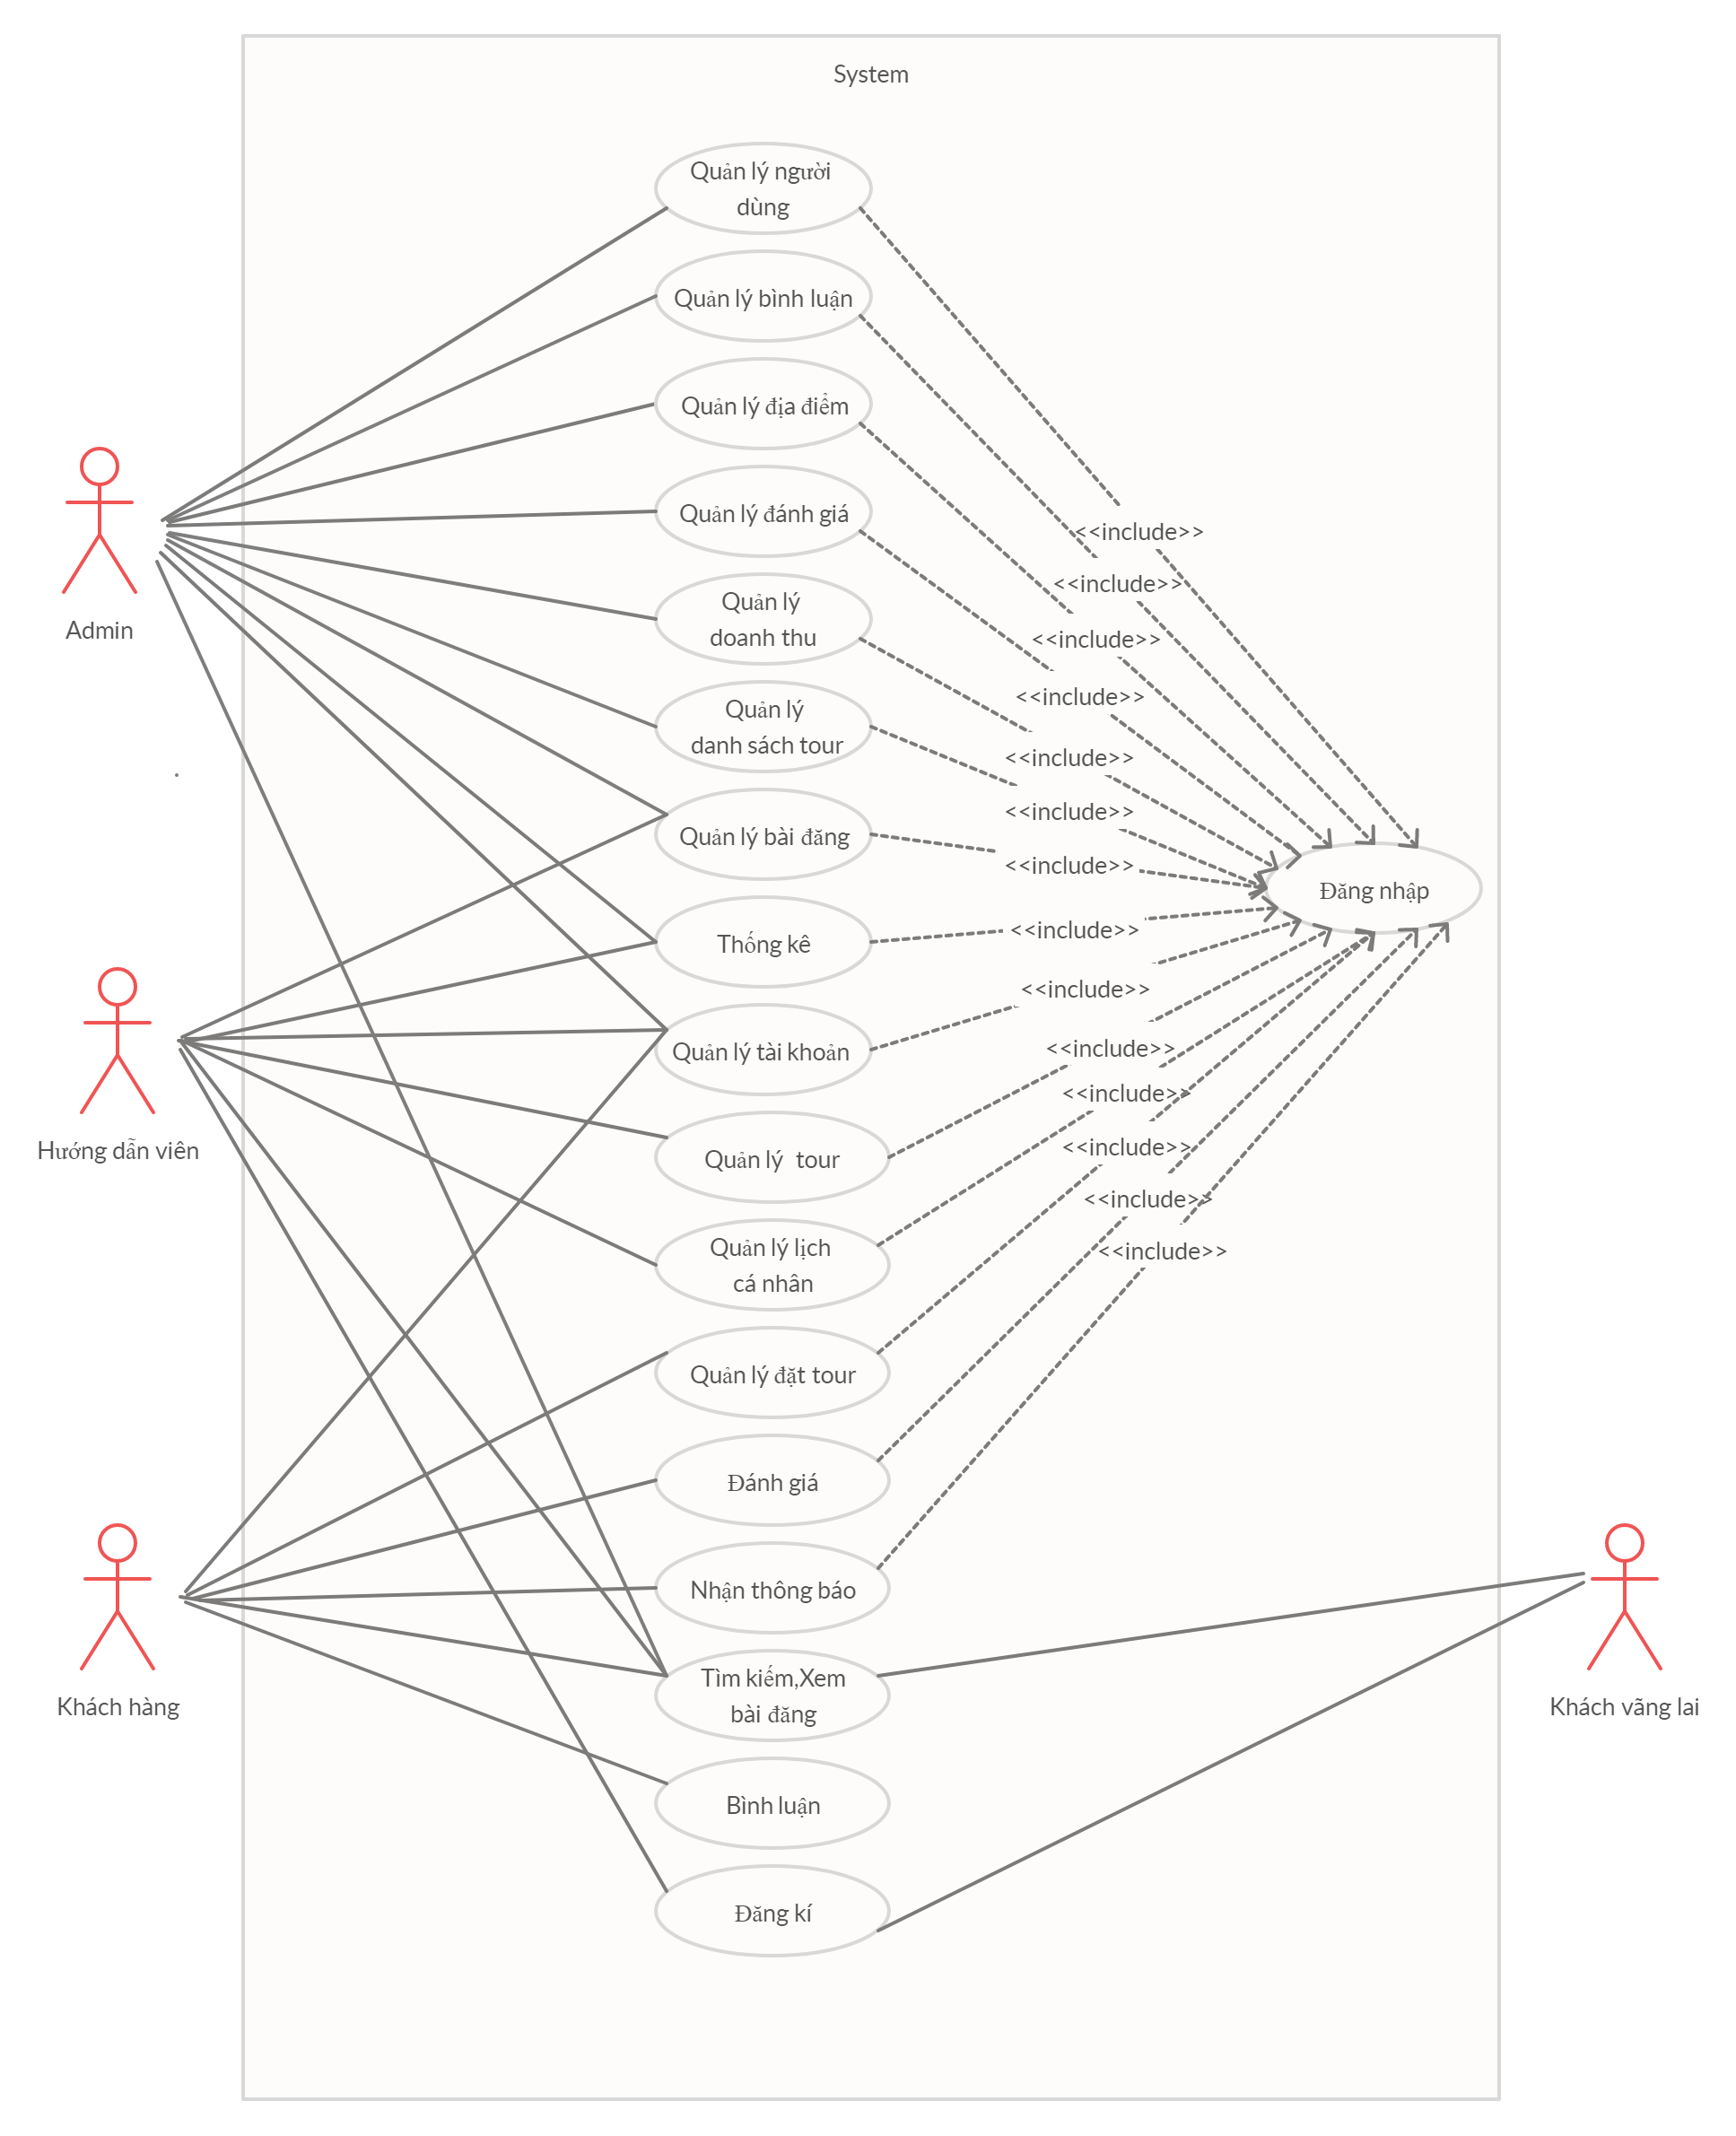 System
Quản lý người
dùng
Quản lý bình luận
Quản lý địa điểm
Quản lý đánh giá
<<include>>
<<include>>
Quản lý
doanh thu
Admin
<<include>>
<<include>>
Quản lý
danh sách tour
<<include>>
<<include>>
Quản lý bài đăng
<<include>>
Đăng nhập
Thống kê
<<include>>
<<include>>
Quản lý tài khoản
<<include>>
<<include>>
Hướng dẫn viên
<<include>>
Quản lý  tour
<<include>>
Quản lý lịch
cá nhân
<<include>>
Quản lý đặt tour
Đánh giá
Nhận thông báo
Tìm kiếm,Xem
bài đăng
Khách hàng
Khách vãng lai
Bình luận
Đăng kí